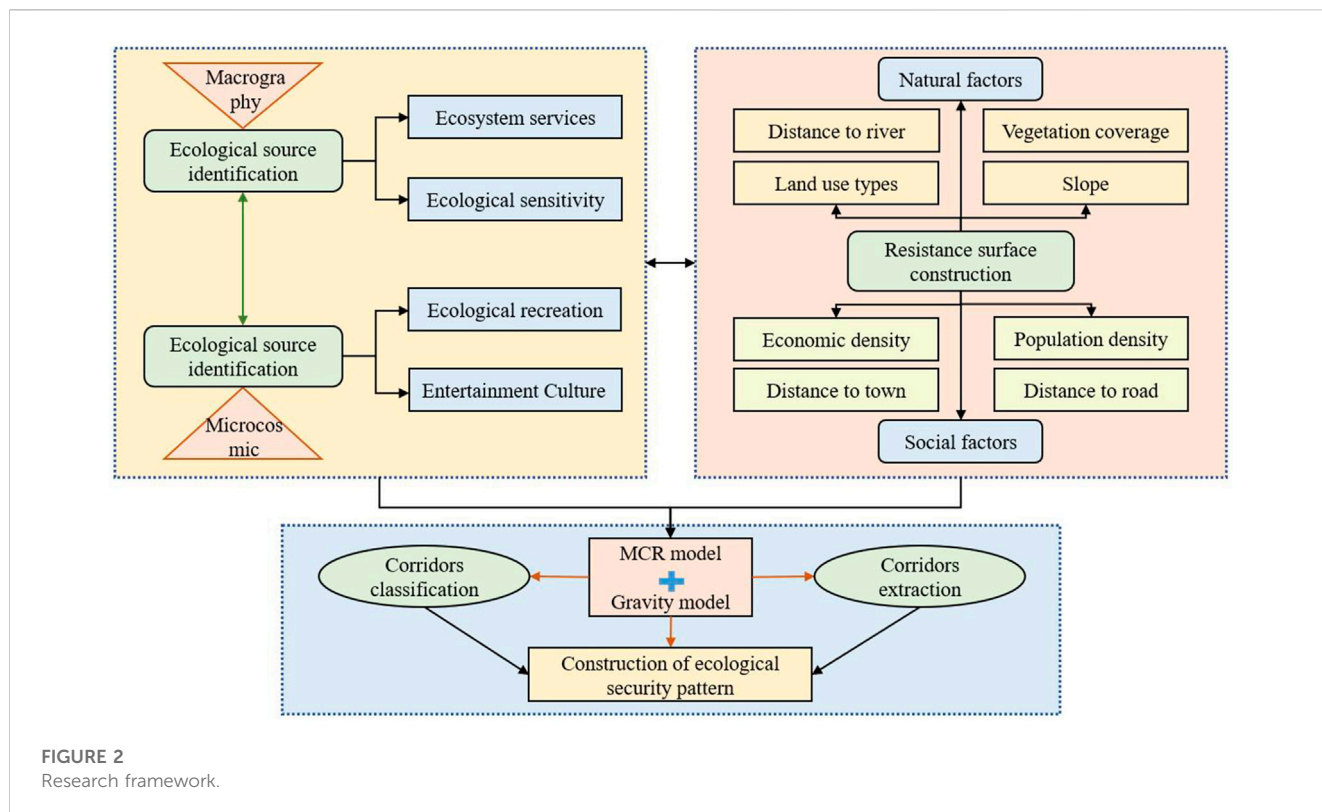 Macrogra
phy
Ecological source
identification
Ecosystem services
Ecological sensitivity
Ecological source
identification
Microcos
mic
Ecological recreation
Entertainment Culture
Natural factors
Distance to river
Vegetation coverage
Land use types
Slope
Resistance surface
construction
Economic density
Population density
Distance to town
Distance to road
Social factors
Corridors
classification
MCR model
Gravity model
Corridors
extraction
Construction of ecological
security pattern
FIGURE 2
Research framework.